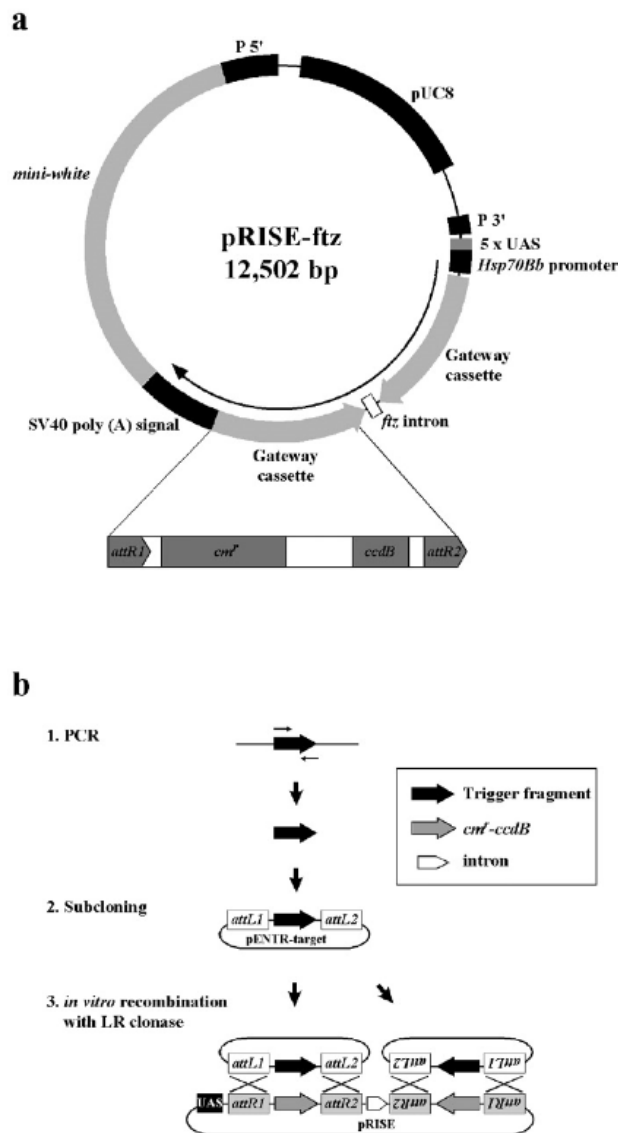 a
P 5'
pUC8
mini-white
P 3'
5 x UAS
Hsp70Bb promoter
pRISE-ftz
12,502 bp
Gateway
cassette
ftz intron
SV40 poly (A) signal
Gateway
cassette
attR1 cmr ccdB attR2
b
1. PCR
Trigger fragment
cmr-ccdB
intron
2. Subcloning
attL1 attL2
pENTR-target
3. in vitro recombination
with LR clonase
attL1 attL2 attL2 attL1
UAS attR1 attR2 attR2 attR1
pRISE